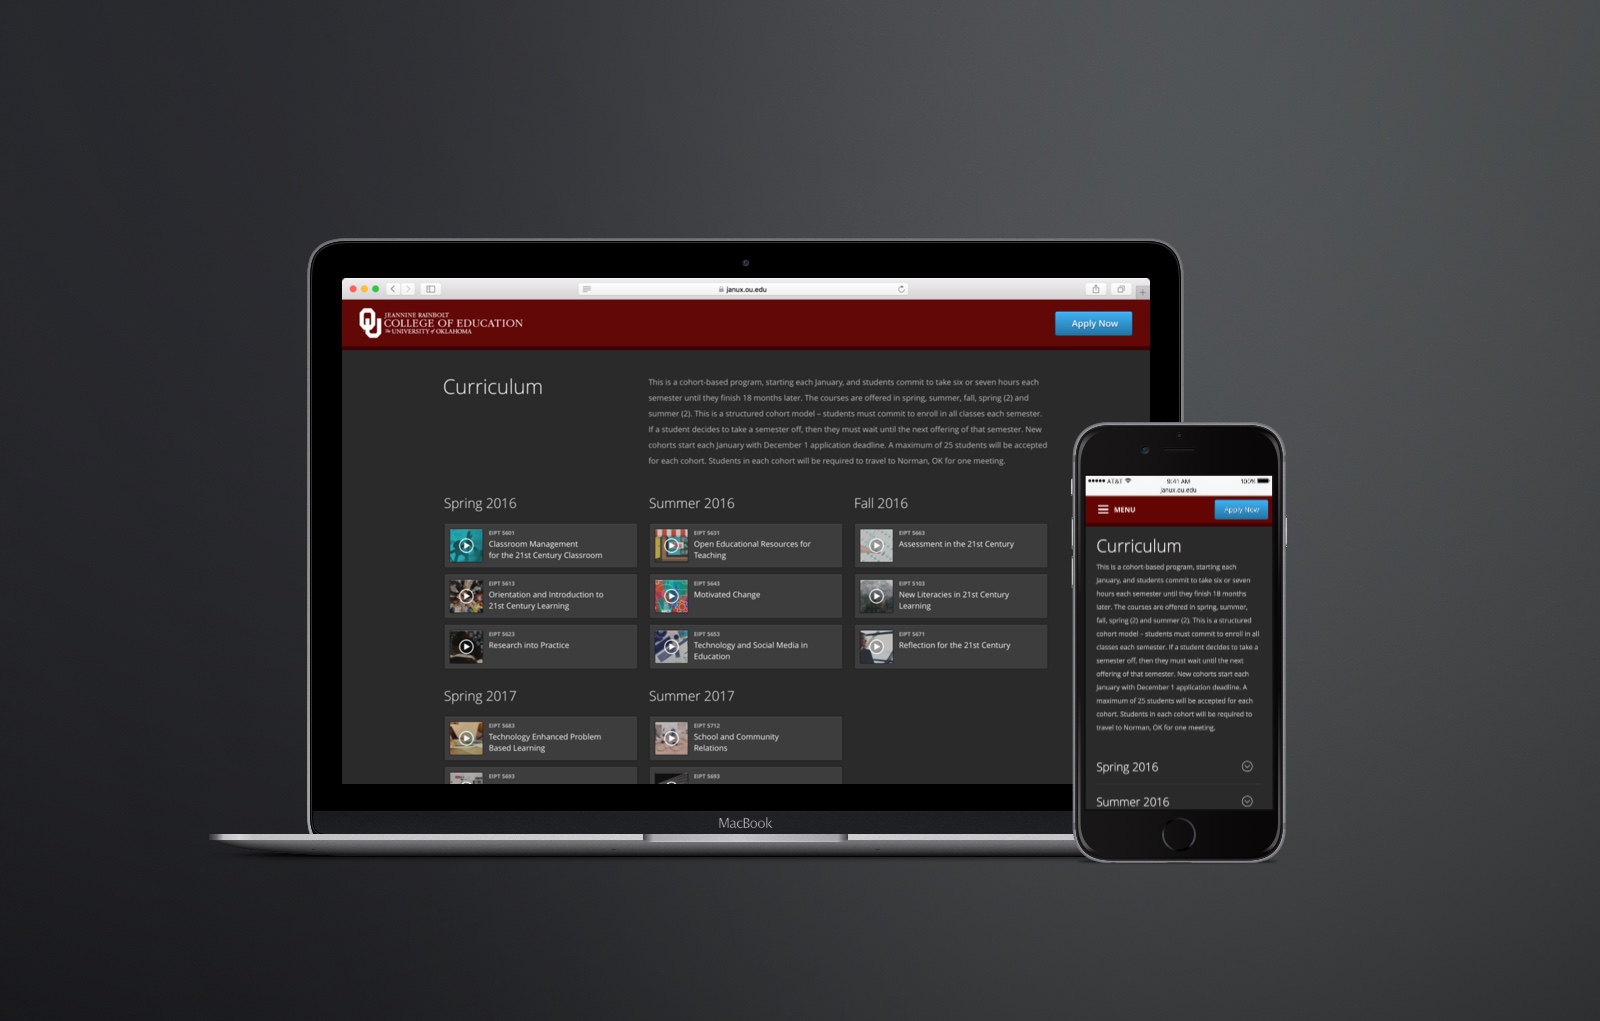 janux.ou.edu
JEANNINE RAINBOLT
COLLEGE OF EDUCATION
The UNIVERSITY of OKLAHOMA
Apply Now
Curriculum
This is a cohort-based program, starting each January, and students commit to take six or seven hours each
semester until they finish 18 months later. The courses are offered in spring, summer, fall, spring (2) and
summer (2). This is a structured cohort model – students must commit to enroll in all classes each semester.
If a student decides to take a semester off, then they must wait until the next offering of that semester. New
cohorts start each January with December 1 application deadline. A maximum of 25 students will be accepted
for each cohort. Students in each cohort will be required to travel to Norman, OK for one meeting.
Spring 2016
EIPT 5601
Classroom Management
for the 21st Century Classroom
EIPT 5613
Orientation and Introduction to
21st Century Learning
EIPT 5623
Research into Practice
Summer 2016
EIPT 5631
Open Educational Resources for
Teaching
EIPT 5643
Motivated Change
EIPT 5653
Technology and Social Media in
Education
Fall 2016
EIPT 5663
Assessment in the 21st Century
EIPT 5103
New Literacies in 21st Century
Learning
EIPT 5671
Reflection for the 21st Century
Spring 2017
EIPT 5683
Technology Enhanced Problem
Based Learning
EIPT 5693
Summer 2017
EIPT 5712
School and Community
Relations
EIPT 5693
MacBook
AT&T 9:41 AM 100%
janux.ou.edu
MENU Apply Now
Curriculum
This is a cohort-based program, starting each
January, and students commit to take six or seven
hours each semester until they finish 18 months
later. The courses are offered in spring, summer,
fall, spring (2) and summer (2). This is a structured
cohort model – students must commit to enroll in all
classes each semester. If a student decides to take a
semester off, then they must wait until the next
offering of that semester. New cohorts start each
January with December 1 application deadline. A
maximum of 25 students will be accepted for each
cohort. Students in each cohort will be required to
travel to Norman, OK for one meeting.
Spring 2016
Summer 2016